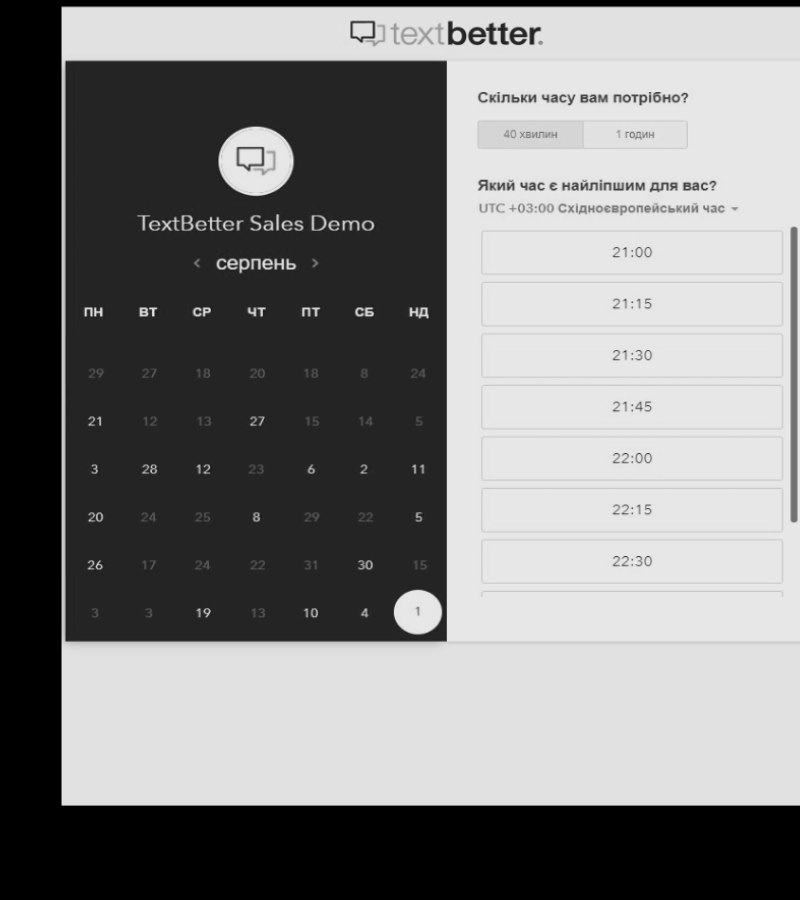 textbetter.
TextBetter Sales Demo
< серпень >
ПН ВТ СР ЧТ ПТ СБ НД
29 27 18 20 18 8 24
21 12 13 27 15 14 5
3 28 12 23 6 2 11
20 24 25 8 29 22 5
26 17 24 22 31 30 15
3 3 19 13 10 4 1
Скільки часу вам потрібно?
40 хвилин 1 годин
Який час є найліпшим для вас?
UTC +03:00 Східноєвропейський час
21:00
21:15
21:30
21:45
22:00
22:15
22:30